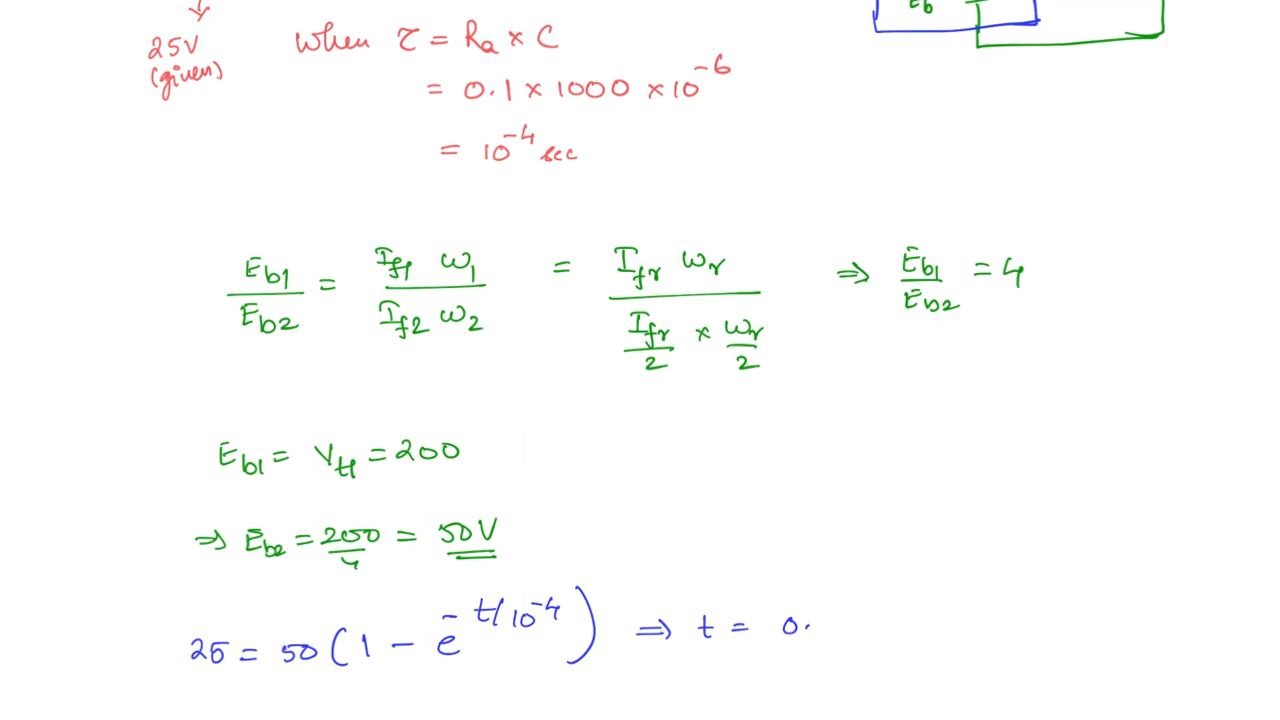 25V
(given)
when τ = Ra × C
= 0.1 × 1000 × 10⁻⁶
= 10⁻⁴ sec
Eb
Eb1/Eb2 = If1 ω1 / If2 ω2 = Ifr ωr / (Ifr/2 × ωr/2) ⇒ Eb1/Eb2 = 4
Eb1 = Vt1 = 200
⇒ Eb2 = 200/4 = 50V
25 = 50 (1 − e^−t/10⁻⁴) ⇒ t = 0.